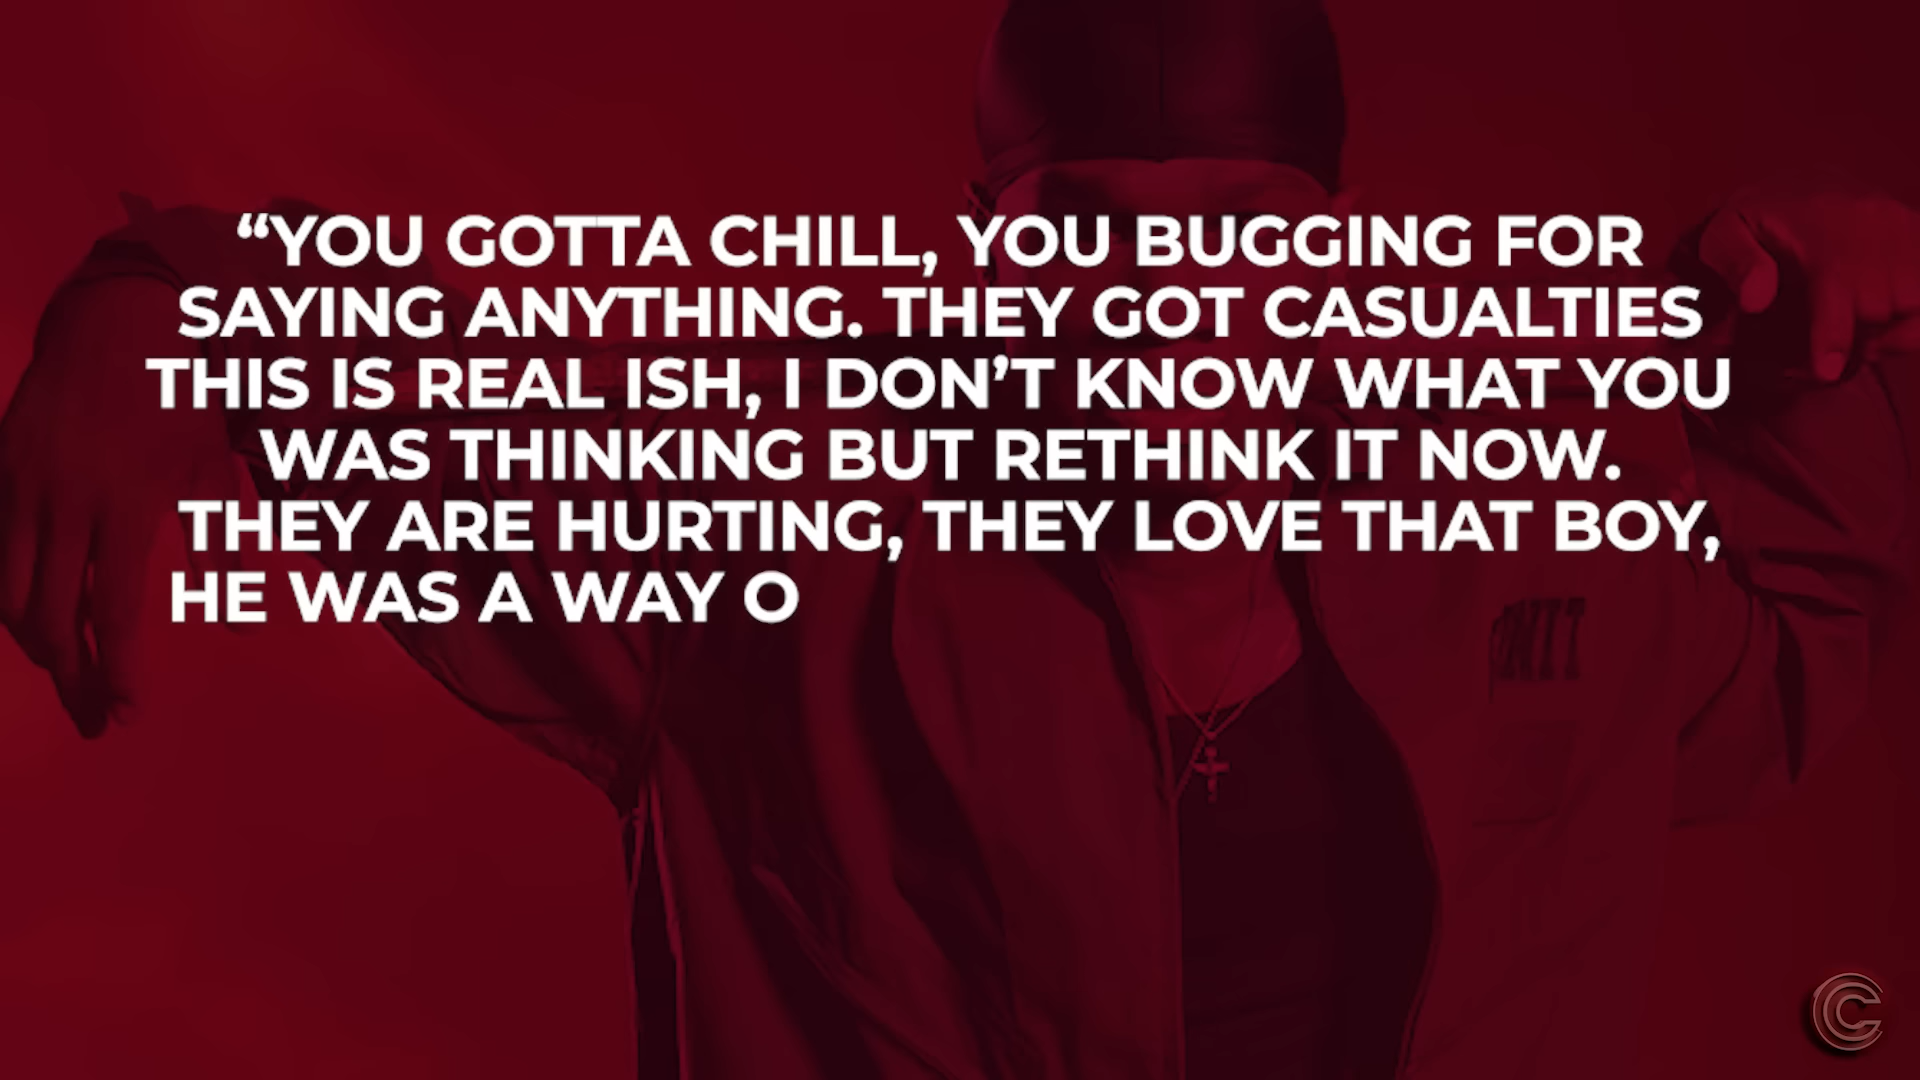 “YOU GOTTA CHILL, YOU BUGGING FOR
SAYING ANYTHING. THEY GOT CASUALTIES
THIS IS REAL ISH, I DON’T KNOW WHAT YOU
WAS THINKING BUT RETHINK IT NOW.
THEY ARE HURTING, THEY LOVE THAT BOY,
HE WAS A WAY O